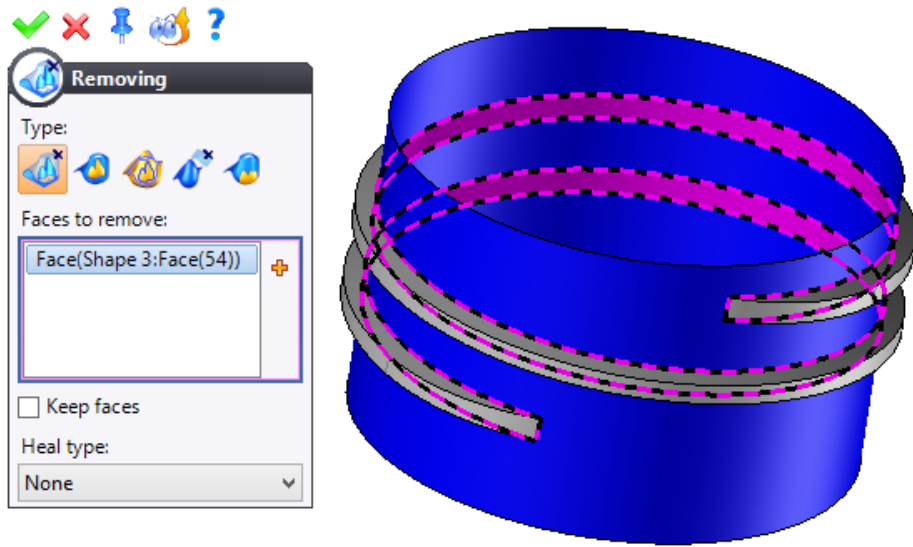 ?
Removing
Type:
Faces to remove:
Face(Shape 3:Face(54))
Keep faces
Heal type:
None